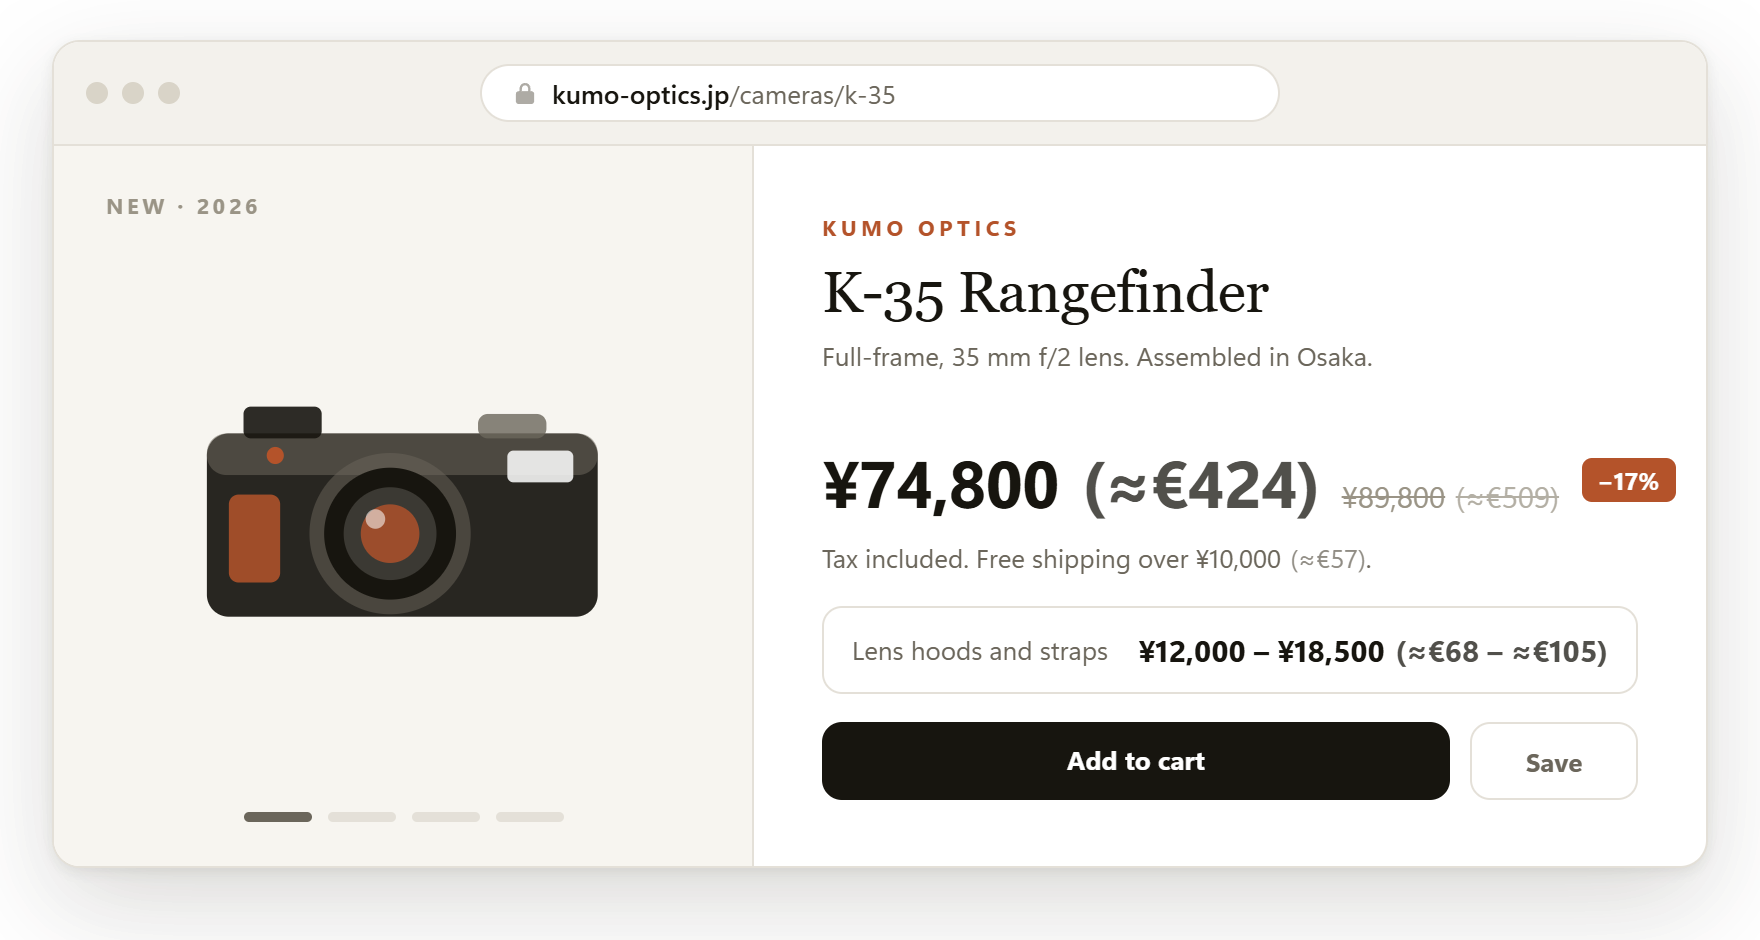 kumo-optics.jp/cameras/k-35
NEW · 2026
KUMO OPTICS
K-35 Rangefinder
Full-frame, 35 mm f/2 lens. Assembled in Osaka.
¥74,800 (≈€424) ¥89,800 (≈€509) −17%
Tax included. Free shipping over ¥10,000 (≈€57).
Lens hoods and straps ¥12,000 – ¥18,500 (≈€68 – ≈€105)
Add to cart Save